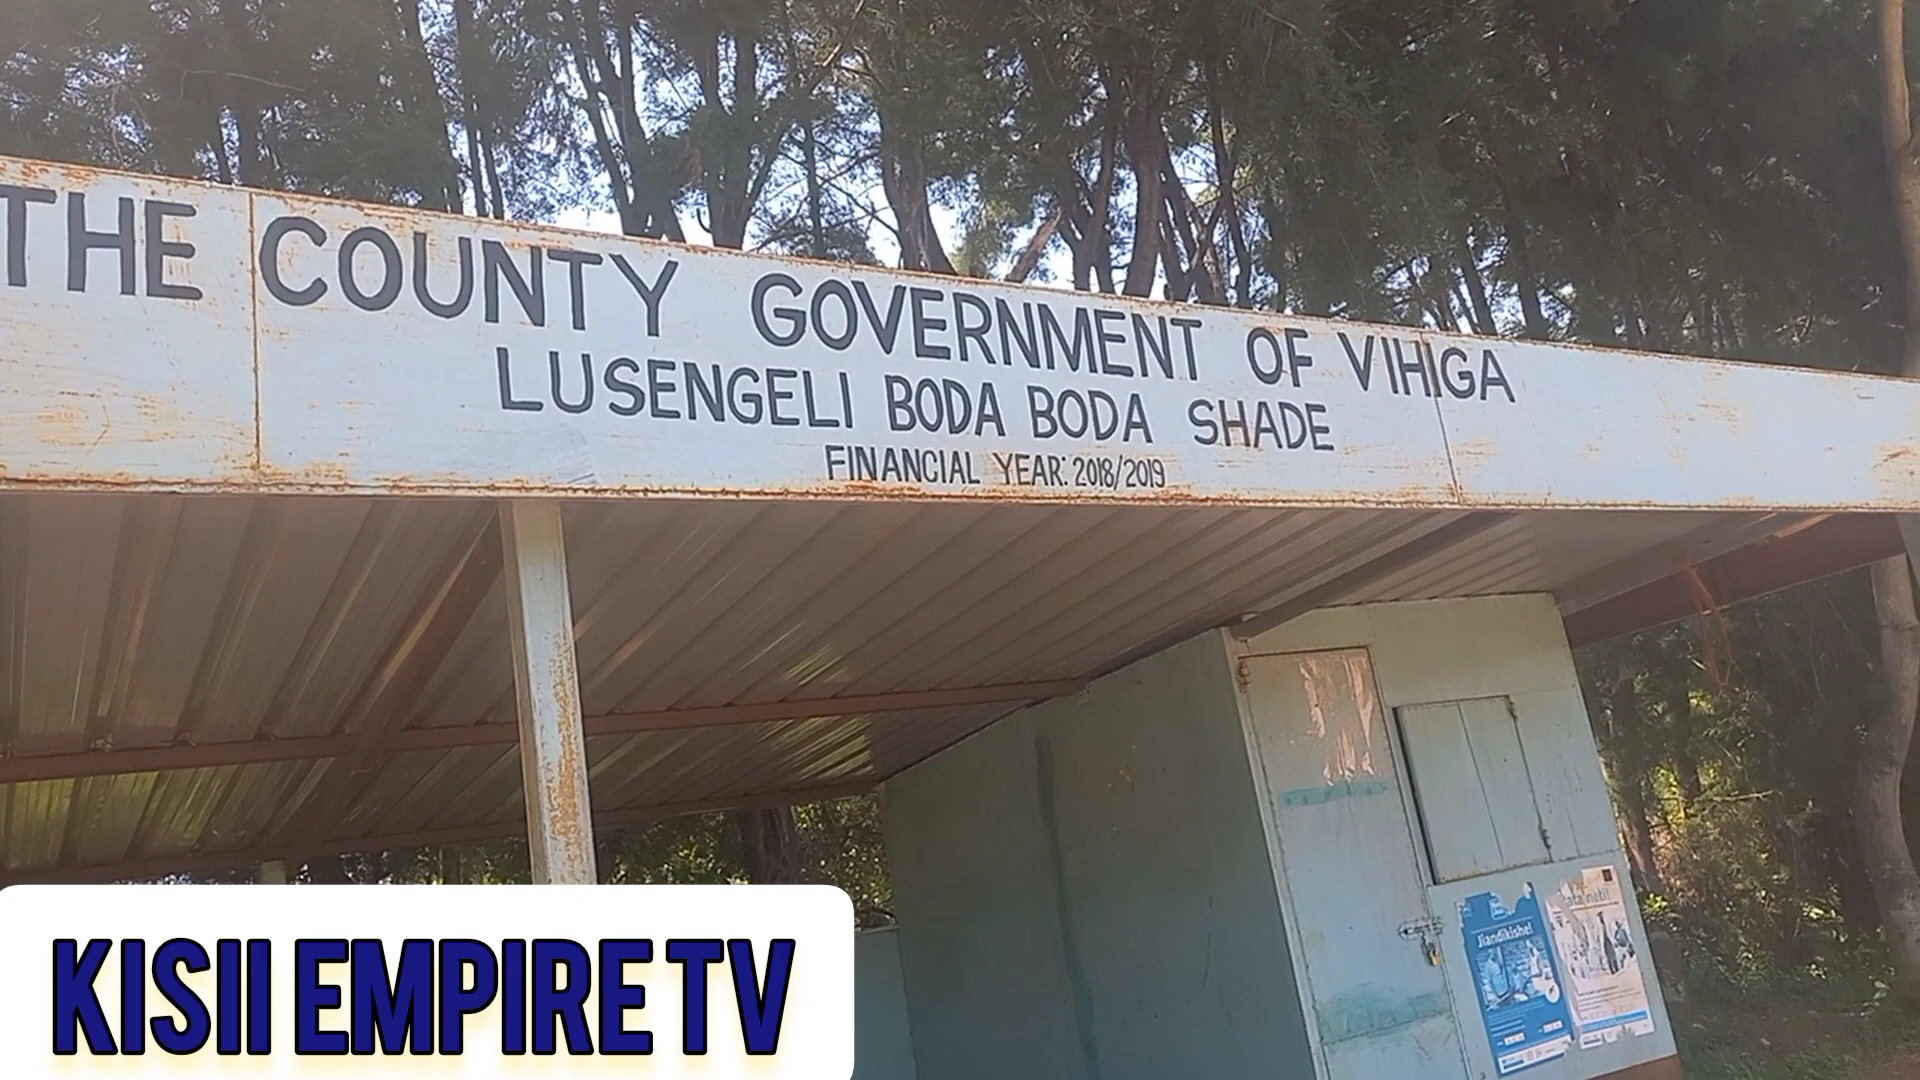 THE COUNTY GOVERNMENT OF VIHIGA
LUSENGELI BODA BODA SHADE
FINANCIAL YEAR: 2018/2019
Jiandikishe!
KISII EMPIRE TV